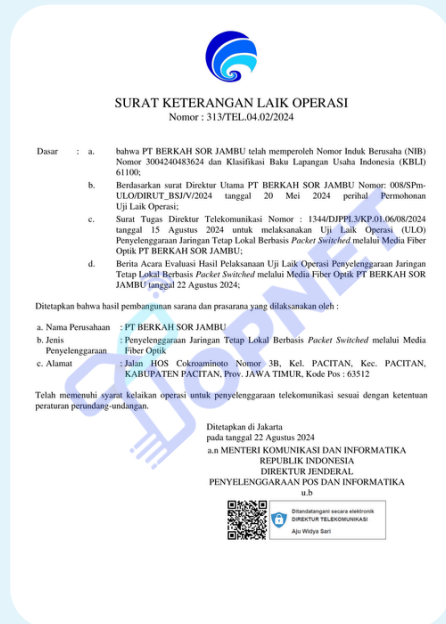 SURAT KETERANGAN LAIK OPERASI
Nomor : 313/TEL.04.02/2024
Dasar : a. bahwa PT BERKAH SOR JAMBU telah memperoleh Nomor Induk Berusaha (NIB)
Nomor 3004240483624 dan Klasifikasi Baku Lapangan Usaha Indonesia (KBLI)
61100;
b. Berdasarkan surat Direktur Utama PT BERKAH SOR JAMBU Nomor: 008/SPm-
ULO/DIRUT_BSJ/V/2024 tanggal 20 Mei 2024 perihal Permohonan
Uji Laik Operasi;
c. Surat Tugas Direktur Telekomunikasi Nomor : 1344/DJPPI.3/KP.01.06/08/2024
tanggal 15 Agustus 2024 untuk melaksanakan Uji Laik Operasi (ULO)
Penyelenggaraan Jaringan Tetap Lokal Berbasis Packet Switched melalui Media Fiber
Optik PT BERKAH SOR JAMBU;
d. Berita Acara Evaluasi Hasil Pelaksanaan Uji Laik Operasi Penyelenggaraan Jaringan
Tetap Lokal Berbasis Packet Switched melalui Media Fiber Optik PT BERKAH SOR
JAMBU tanggal 22 Agustus 2024;
Ditetapkan bahwa hasil pembangunan sarana dan prasarana yang dilaksanakan oleh :
a. Nama Perusahaan : PT BERKAH SOR JAMBU
b. Jenis : Penyelenggaraan Jaringan Tetap Lokal Berbasis Packet Switched melalui Media
Penyelenggaraan Fiber Optik
c. Alamat : Jalan HOS Cokroaminoto Nomor 3B, Kel. PACITAN, Kec. PACITAN,
KABUPATEN PACITAN, Prov. JAWA TIMUR, Kode Pos : 63512
Telah memenuhi syarat kelaikan operasi untuk penyelenggaraan telekomunikasi sesuai dengan ketentuan
peraturan perundang-undangan.
Ditetapkan di Jakarta
pada tanggal 22 Agustus 2024
a.n MENTERI KOMUNIKASI DAN INFORMATIKA
REPUBLIK INDONESIA
DIREKTUR JENDERAL
PENYELENGGARAAN POS DAN INFORMATIKA
u.b
Ditandatangani secara elektronik
DIREKTUR TELEKOMUNIKASI
Aju Widya Sari
JOPNET